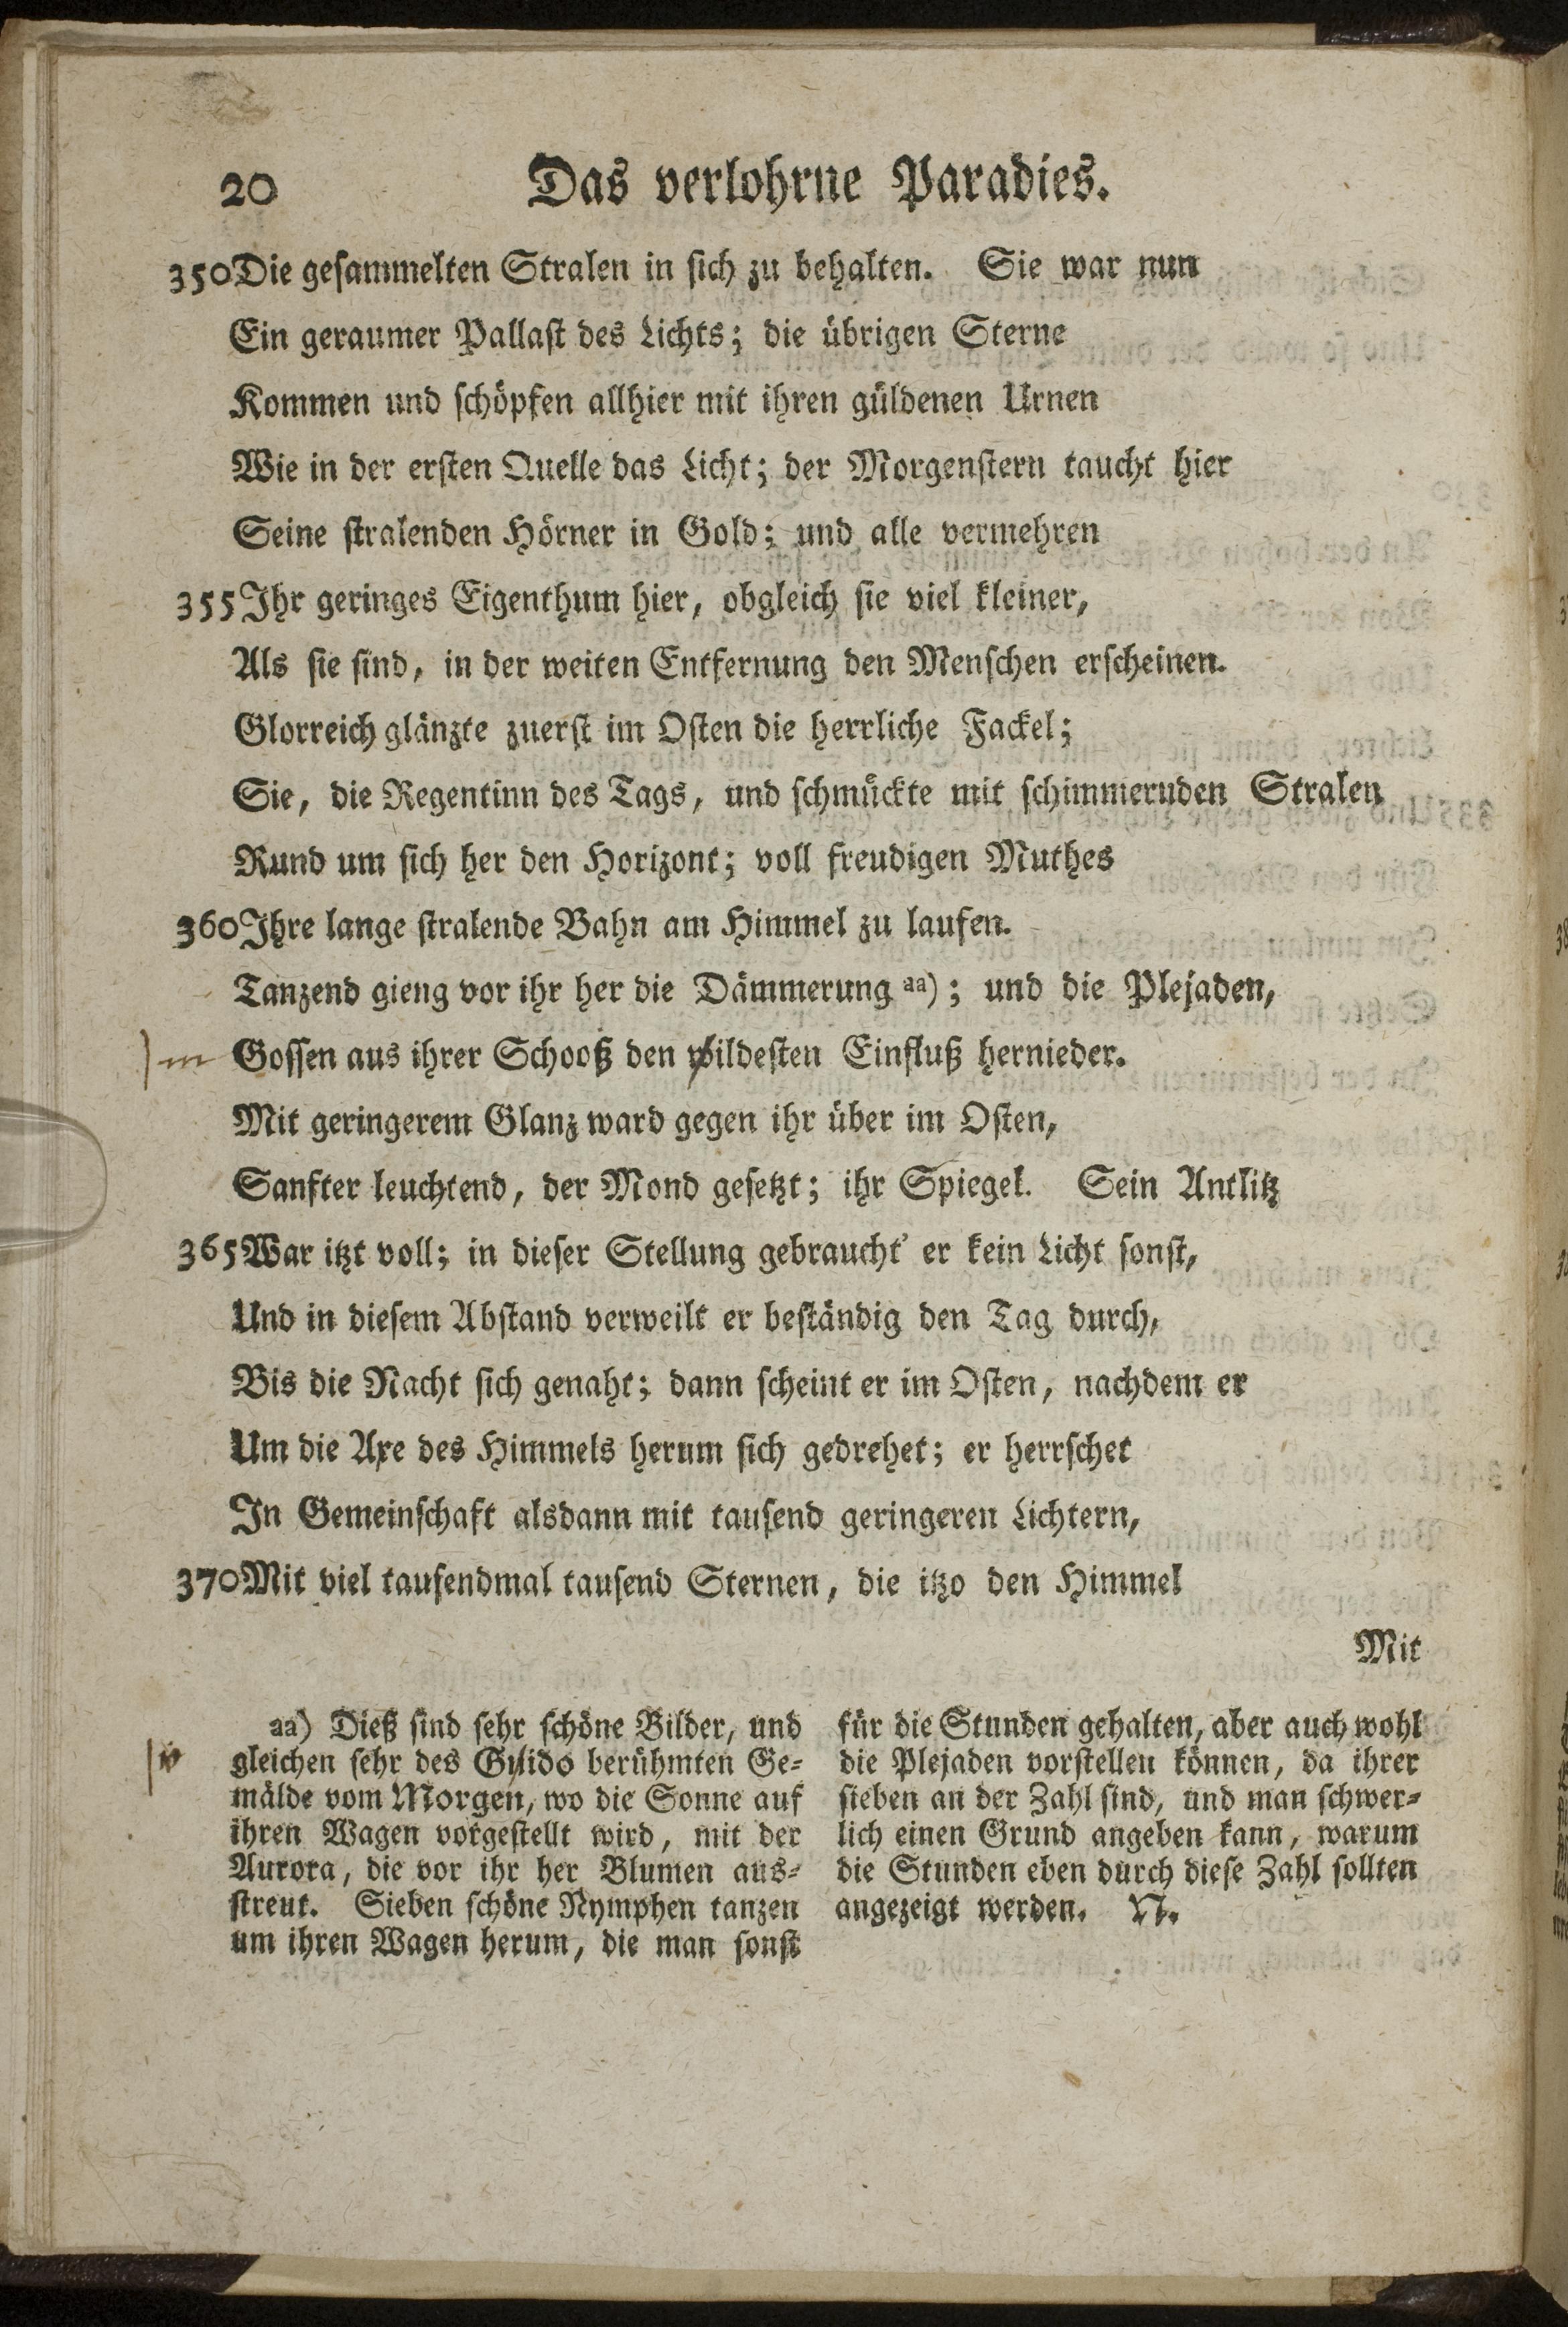 20 Das verlohrne Paradies.
350 Die gesammelten Stralen in sich zu behalten. Sie war nun
Ein geraumer Pallast des Lichts; die übrigen Sterne
Kommen und schöpfen allhier mit ihren güldenen Urnen
Wie in der ersten Quelle das Licht; der Morgenstern taucht hier
Seine stralenden Hörner in Gold; und alle vermehren
355 Ihr geringes Eigenthum hier, obgleich sie viel kleiner,
Als sie sind, in der weiten Entfernung den Menschen erscheinen.
Glorreich glänzte zuerst im Osten die herrliche Fackel;
Sie, die Regentinn des Tags, und schmückte mit schimmernden Stralen
Rund um sich her den Horizont; voll freudigen Muthes
360 Ihre lange stralende Bahn am Himmel zu laufen.
Tanzend gieng vor ihr her die Dämmerung aa); und die Plejaden,
m Gossen aus ihrer Schooß den wildesten Einfluß hernieder.
Mit geringerem Glanz ward gegen ihr über im Osten,
Sanfter leuchtend, der Mond gesetzt; ihr Spiegel. Sein Antlitz
365 War itzt voll; in dieser Stellung gebraucht' er kein Licht sonst,
Und in diesem Abstand verweilt er beständig den Tag durch,
Bis die Nacht sich genaht; dann scheint er im Osten, nachdem er
Um die Axe des Himmels herum sich gedrehet; er herrschet
In Gemeinschaft alsdann mit tausend geringeren Lichtern,
370 Mit viel tausendmal tausend Sternen, die itzo den Himmel
Mit
aa) Dieß sind sehr schöne Bilder, und
gleichen sehr des Guido berühmten Ge-
mälde vom Morgen, wo die Sonne auf
ihren Wagen vorgestellt wird, mit der
Aurora, die vor ihr her Blumen aus-
streut. Sieben schöne Nymphen tanzen
um ihren Wagen herum, die man sonst
für die Stunden gehalten, aber auch wohl
die Plejaden vorstellen können, da ihrer
sieben an der Zahl sind, und man schwer-
lich einen Grund angeben kann, warum
die Stunden eben durch diese Zahl sollten
angezeigt werden. N.